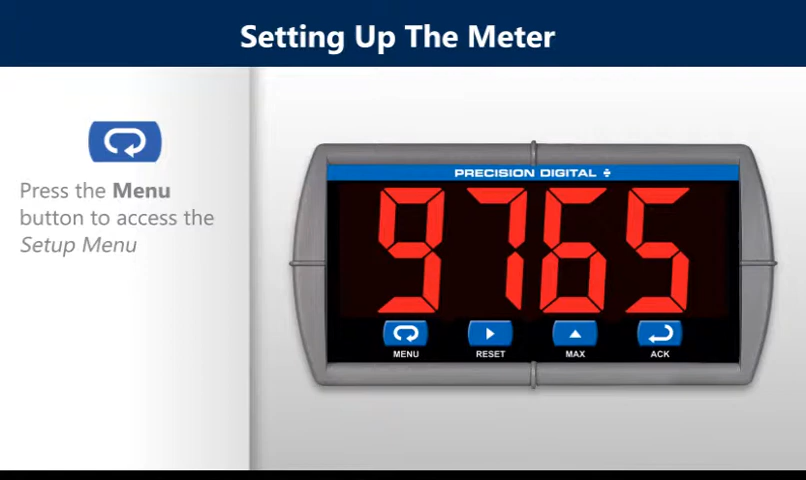 Setting Up The Meter
Press the Menu
button to access the
Setup Menu
PRECISION DIGITAL
9765
MENU RESET MAX ACK